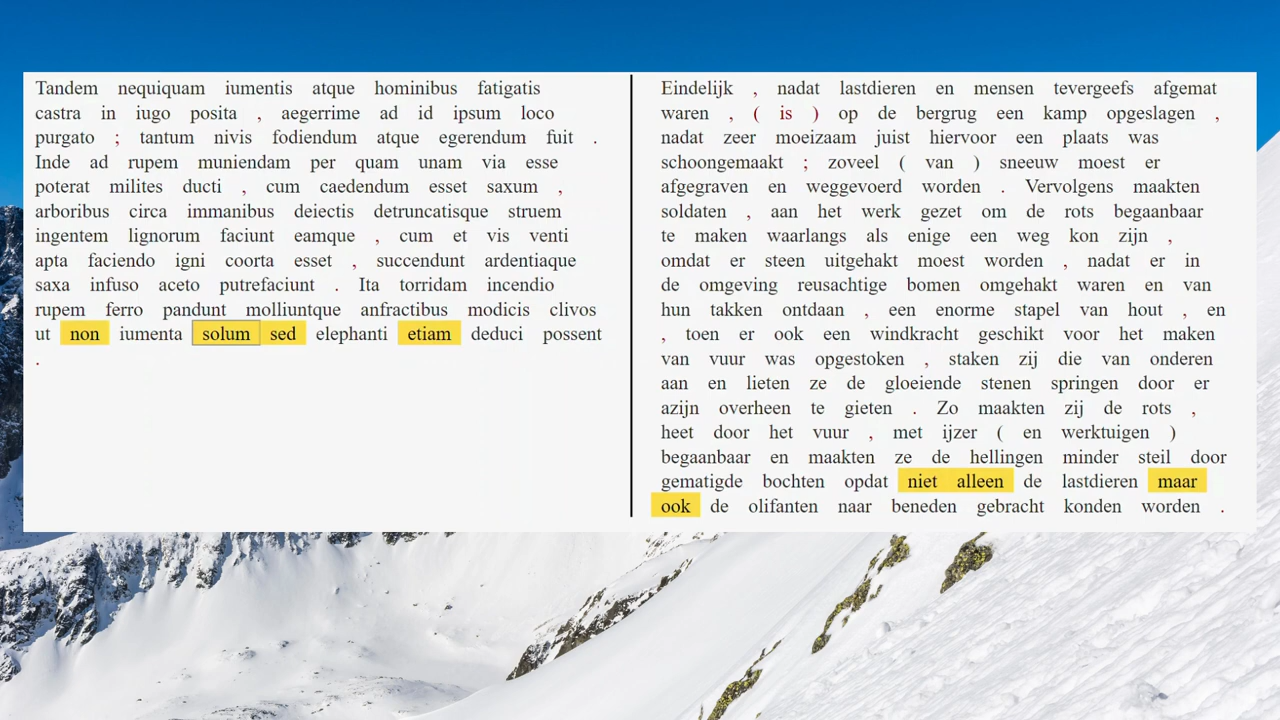 Tandem nequiquam iumentis atque hominibus fatigatis
castra in iugo posita , aegerrime ad id ipsum loco
purgato ; tantum nivis fodiendum atque egerendum fuit .
Inde ad rupem muniendam per quam unam via esse
poterat milites ducti , cum caedendum esset saxum ,
arboribus circa immanibus deiectis detruncatisque struem
ingentem lignorum faciunt eamque , cum et vis venti
apta faciendo igni coorta esset , succendunt ardentiaque
saxa infuso aceto putrefaciunt . Ita torridam incendio
rupem ferro pandunt molliuntque anfractibus modicis clivos
ut non iumenta solum sed elephanti etiam deduci possent
.
Eindelijk , nadat lastdieren en mensen tevergeefs afgemat
waren , ( is ) op de bergrug een kamp opgeslagen ,
nadat zeer moeizaam juist hiervoor een plaats was
schoongemaakt ; zoveel ( van ) sneeuw moest er
afgegraven en weggevoerd worden . Vervolgens maakten
soldaten , aan het werk gezet om de rots begaanbaar
te maken waarlangs als enige een weg kon zijn ,
omdat er steen uitgehakt moest worden , nadat er in
de omgeving reusachtige bomen omgehakt waren en van
hun takken ontdaan , een enorme stapel van hout , en
, toen er ook een windkracht geschikt voor het maken
van vuur was opgestoken , staken zij die van onderen
aan en lieten ze de gloeiende stenen springen door er
azijn overheen te gieten . Zo maakten zij de rots ,
heet door het vuur , met ijzer ( en werktuigen )
begaanbaar en maakten ze de hellingen minder steil door
gematigde bochten opdat niet alleen de lastdieren maar
ook de olifanten naar beneden gebracht konden worden .